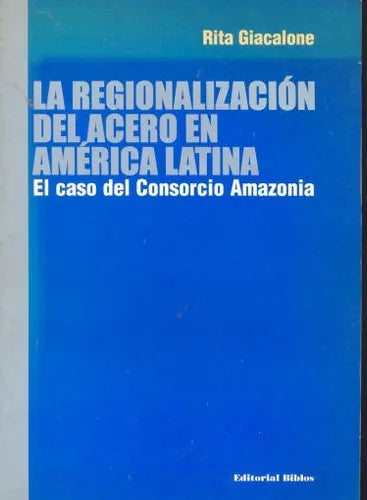 Rita Giacalone
LA REGIONALIZACIÓN
DEL ACERO EN
AMÉRICA LATINA
El caso del Consorcio Amazonia
Editorial Biblos